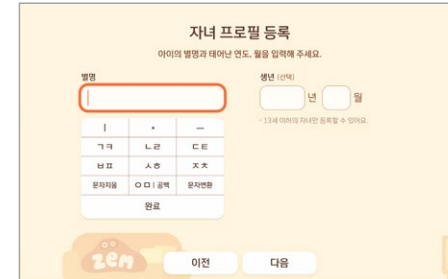 자녀 프로필 등록
아이의 별명과 태어난 연도, 월을 입력해 주세요.
별명
생년 (선택)
년 월
- 13세 이하의 자녀만 등록할 수 있어요.
ㅣ · ㅡ
ㄱㅋ ㄴㄹ ㄷㅌ
ㅂㅍ ㅅㅎ ㅈㅊ
문자지움 ㅇㅁ | 공백 문자변환
완료
zem
이전 다음